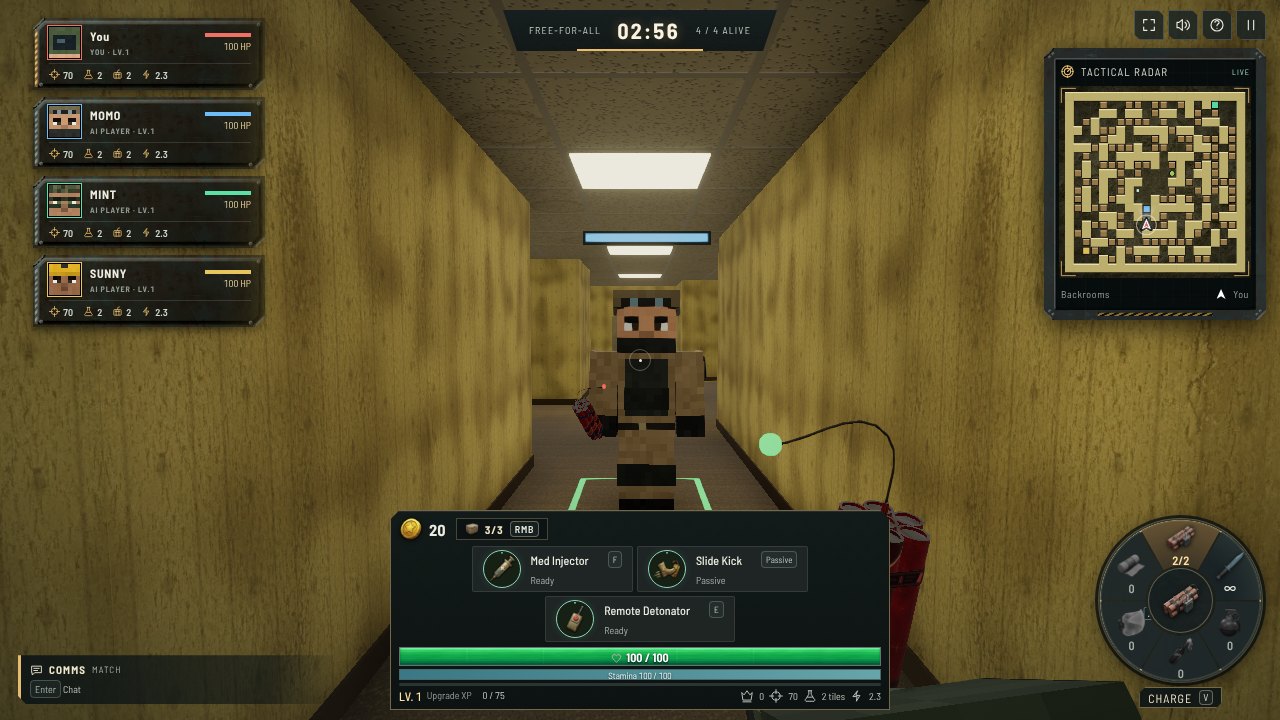 You
YOU · LV.1
100 HP
70 2 2 2.3
MOMO
AI PLAYER · LV.1
100 HP
70 2 2 2.3
MINT
AI PLAYER · LV.1
100 HP
70 2 2 2.3
SUNNY
AI PLAYER · LV.1
100 HP
70 2 2 2.3
FREE-FOR-ALL 02:56 4 / 4 ALIVE
TACTICAL RADAR LIVE
Backrooms You
20 3/3 RMB
Med Injector F
Ready
Slide Kick Passive
Passive
Remote Detonator E
Ready
100 / 100
Stamina 100 / 100
LV. 1 Upgrade XP 0 / 75 0 70 2 tiles 2.3
COMMS MATCH
Enter Chat
2/2
0 ∞
0 0
0
CHARGE V